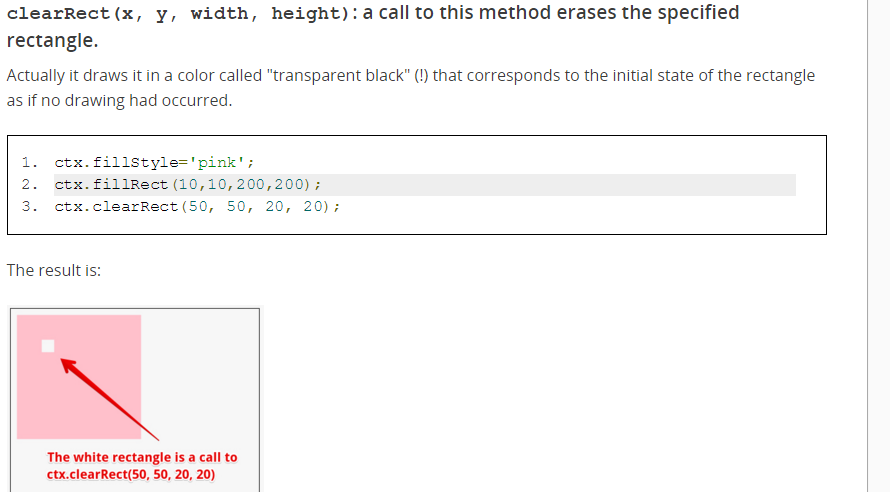 clearRect(x, y, width, height): a call to this method erases the specified
rectangle.
Actually it draws it in a color called "transparent black" (!) that corresponds to the initial state of the rectangle
as if no drawing had occurred.
1. ctx.fillStyle='pink';
2. ctx.fillRect(10,10,200,200);
3. ctx.clearRect(50, 50, 20, 20);
The result is:
The white rectangle is a call to
ctx.clearRect(50, 50, 20, 20)